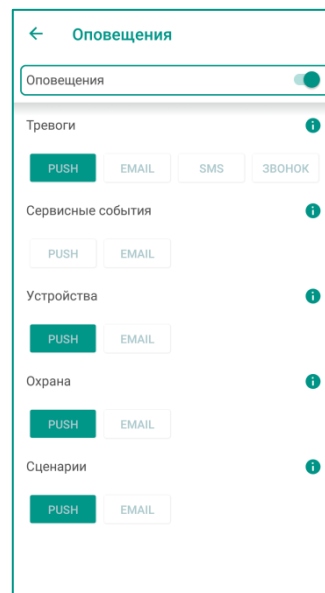 Оповещения
Оповещения
Тревоги
PUSH EMAIL SMS ЗВОНОК
Сервисные события
PUSH EMAIL
Устройства
PUSH EMAIL
Охрана
PUSH EMAIL
Сценарии
PUSH EMAIL